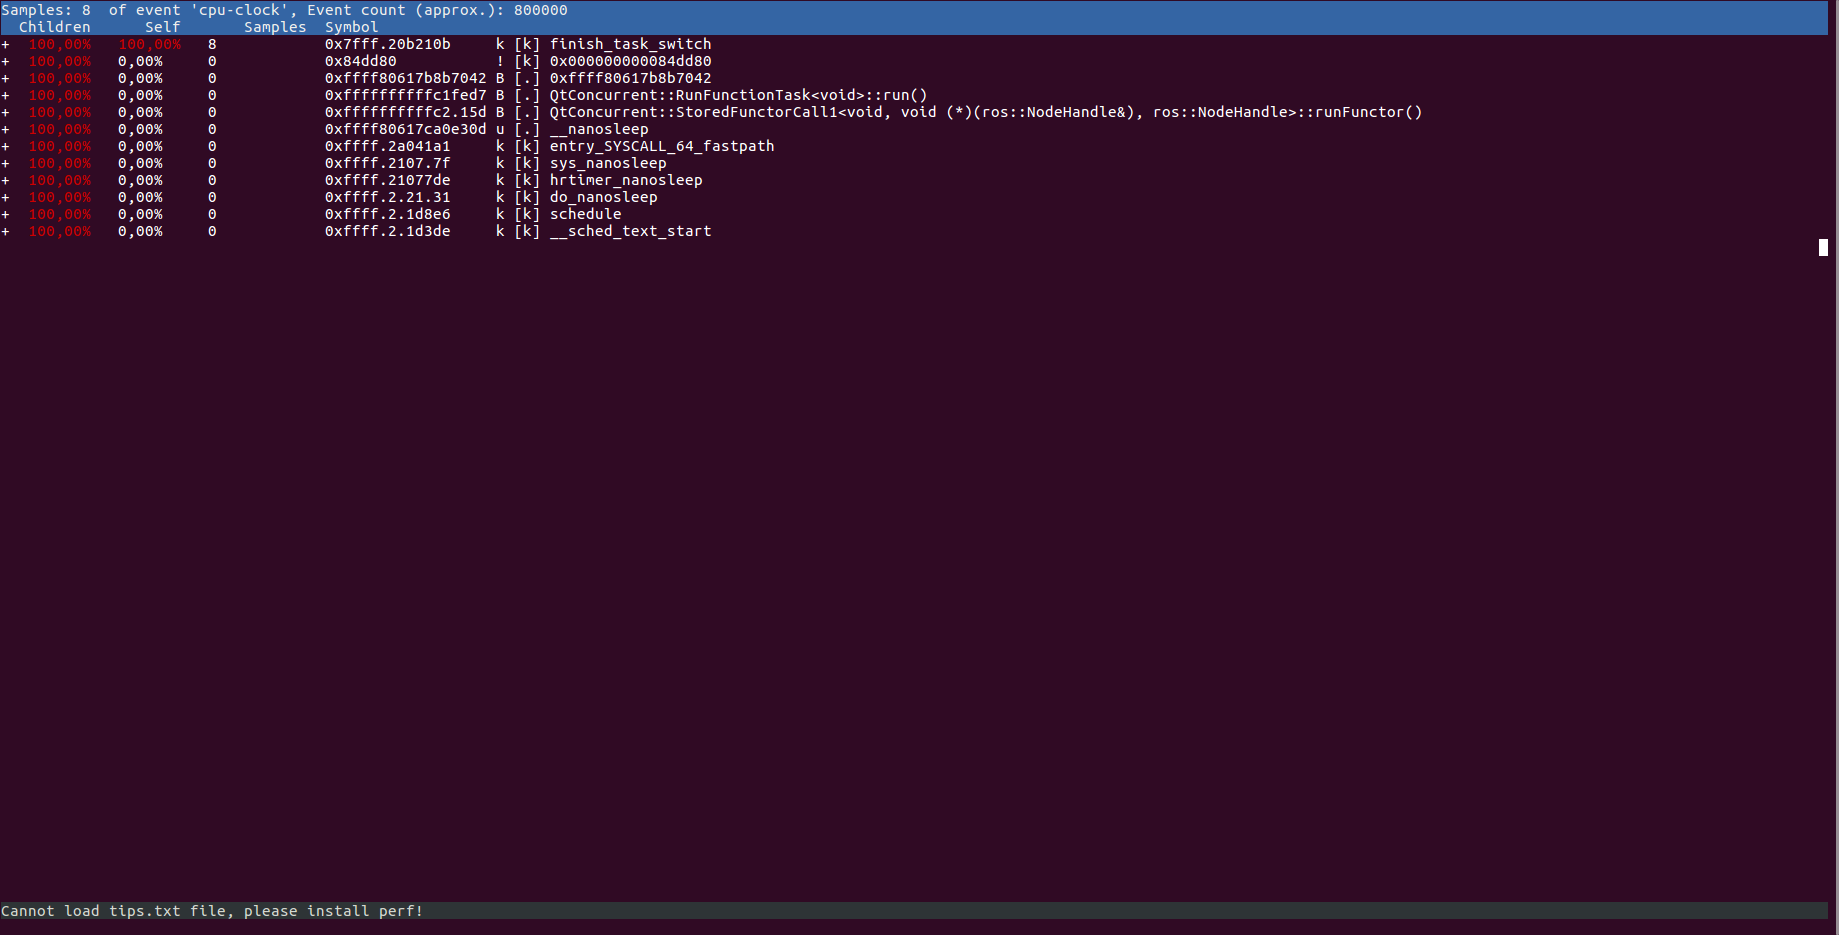 Samples: 8  of event 'cpu-clock', Event count (approx.): 800000
  Children      Self       Samples  Symbol
+  100,00%   100,00%   8            0x7fff.20b210b     k [k] finish_task_switch
+  100,00%   0,00%     0            0x84dd80           ! [k] 0x000000000084dd80
+  100,00%   0,00%     0            0xffff80617b8b7042 B [.] 0xffff80617b8b7042
+  100,00%   0,00%     0            0xffffffffffc1fed7 B [.] QtConcurrent::RunFunctionTask<void>::run()
+  100,00%   0,00%     0            0xffffffffffc2.15d B [.] QtConcurrent::StoredFunctorCall1<void, void (*)(ros::NodeHandle&), ros::NodeHandle>::runFunctor()
+  100,00%   0,00%     0            0xffff80617ca0e30d u [.] __nanosleep
+  100,00%   0,00%     0            0xffff.2a041a1     k [k] entry_SYSCALL_64_fastpath
+  100,00%   0,00%     0            0xffff.2107.7f     k [k] sys_nanosleep
+  100,00%   0,00%     0            0xffff.21077de     k [k] hrtimer_nanosleep
+  100,00%   0,00%     0            0xffff.2.21.31     k [k] do_nanosleep
+  100,00%   0,00%     0            0xffff.2.1d8e6     k [k] schedule
+  100,00%   0,00%     0            0xffff.2.1d3de     k [k] __sched_text_start
Cannot load tips.txt file, please install perf!